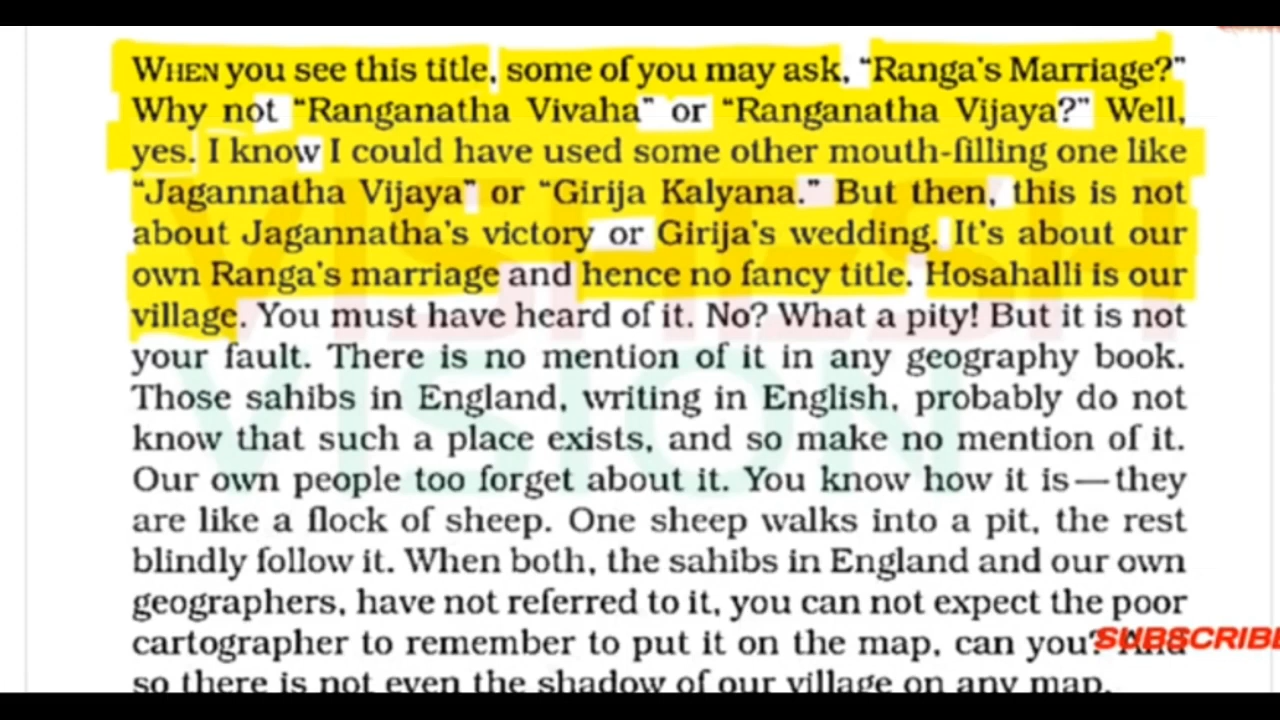 WHEN you see this title, some of you may ask, “Ranga's Marriage?”
Why not “Ranganatha Vivaha” or “Ranganatha Vijaya?” Well,
yes. I know I could have used some other mouth-filling one like
“Jagannatha Vijaya” or “Girija Kalyana.” But then, this is not
about Jagannatha's victory or Girija's wedding. It's about our
own Ranga's marriage and hence no fancy title. Hosahalli is our
village. You must have heard of it. No? What a pity! But it is not
your fault. There is no mention of it in any geography book.
Those sahibs in England, writing in English, probably do not
know that such a place exists, and so make no mention of it.
Our own people too forget about it. You know how it is—they
are like a flock of sheep. One sheep walks into a pit, the rest
blindly follow it. When both, the sahibs in England and our own
geographers, have not referred to it, you can not expect the poor
cartographer to remember to put it on the map, can you? And
so there is not even the shadow of our village on any map.
SUBSCRIBE
VISION